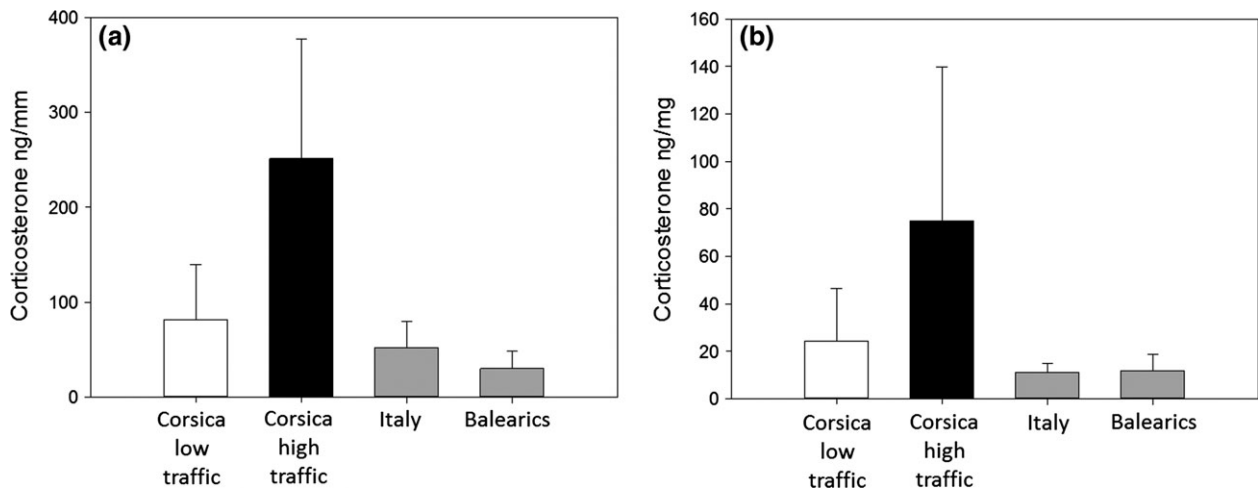 (a)
Corticosterone ng/mm
400
300
200
100
0
Corsica
low
traffic
Corsica
high
traffic
Italy
Balearics
(b)
Corticosterone ng/mg
160
140
120
100
80
60
40
20
0
Corsica
low
traffic
Corsica
high
traffic
Italy
Balearics